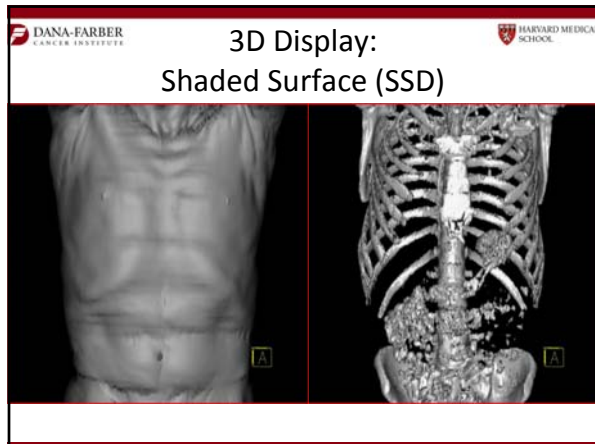 DANA-FARBER
CANCER INSTITUTE
3D Display:
Shaded Surface (SSD)
HARVARD MEDICAL
SCHOOL
A
A